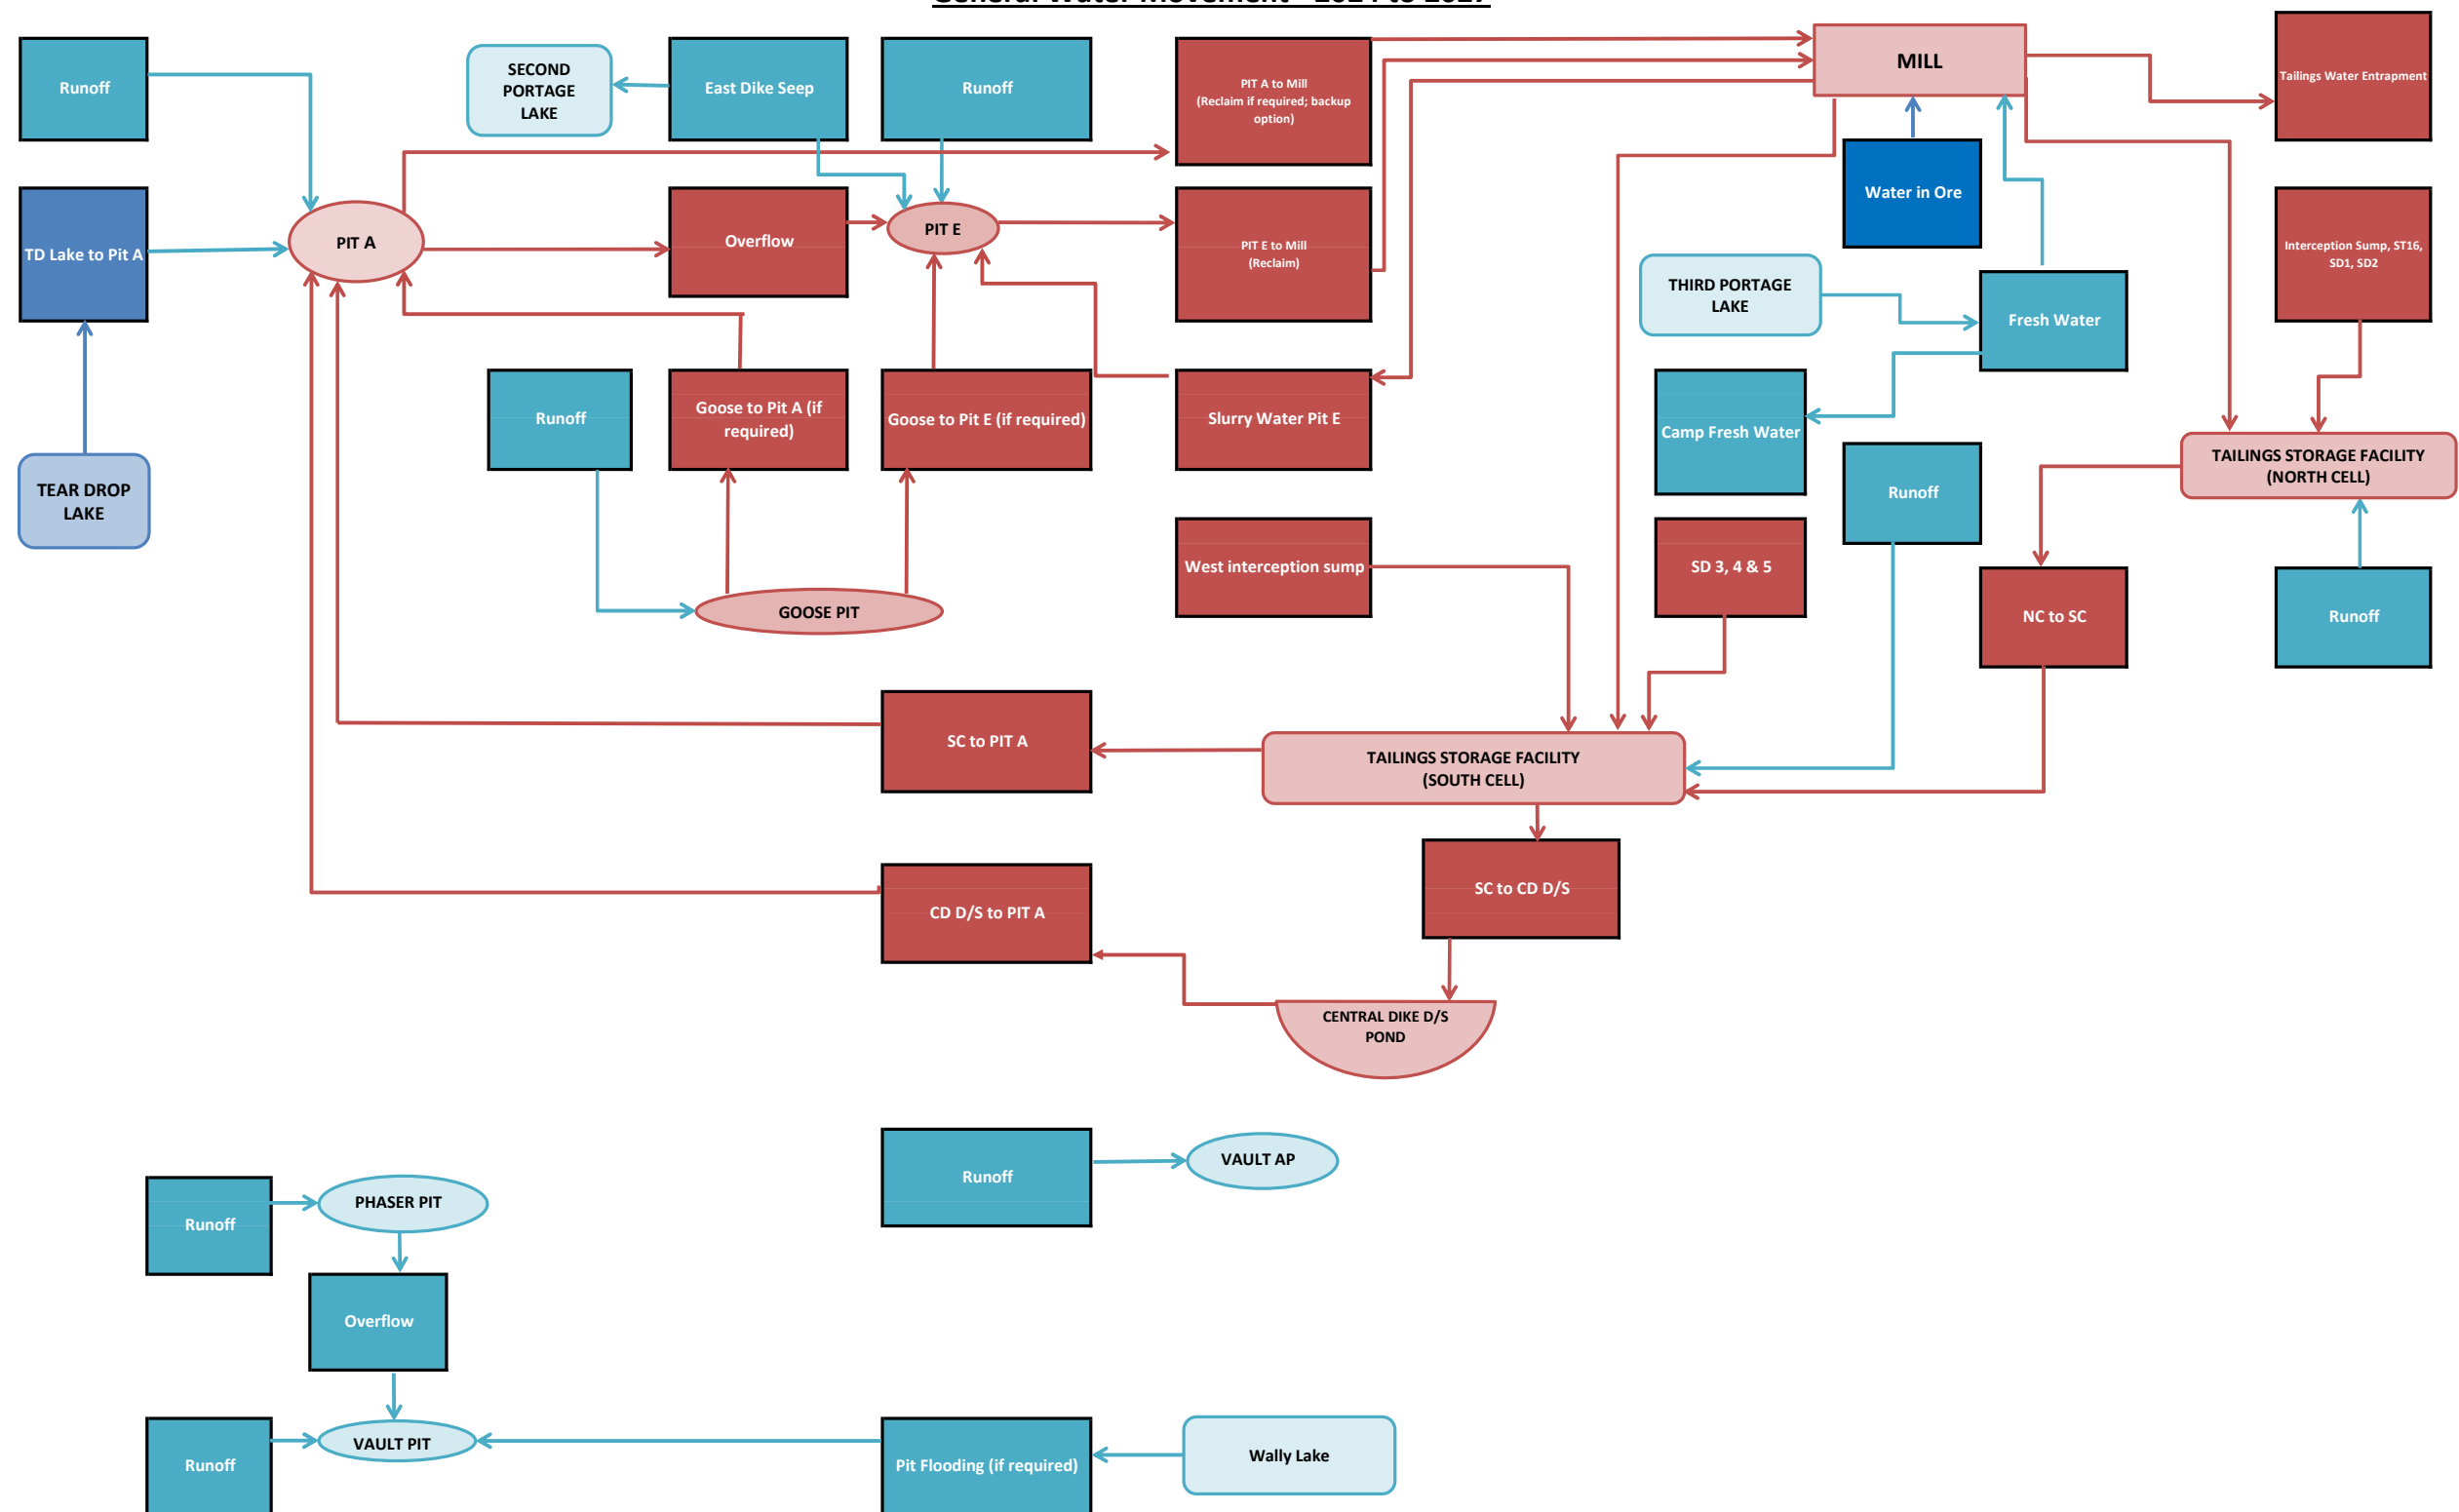 General Water Movement - 2024 to 2027
Runoff
SECOND
PORTAGE
LAKE
East Dike Seep
Runoff
PIT A to Mill
(Reclaim if required; backup
option)
MILL
Tailings Water Entrapment
TD Lake to Pit A
PIT A
Overflow
PIT E
PIT E to Mill
(Reclaim)
Water in Ore
Interception Sump, ST16,
SD1, SD2
THIRD PORTAGE
LAKE
Fresh Water
Runoff
Goose to Pit A (if
required)
Goose to Pit E (if required)
Slurry Water Pit E
Camp Fresh Water
TEAR DROP
LAKE
Runoff
TAILINGS STORAGE FACILITY
(NORTH CELL)
GOOSE PIT
West interception sump
SD 3, 4 & 5
NC to SC
Runoff
SC to PIT A
TAILINGS STORAGE FACILITY
(SOUTH CELL)
SC to CD D/S
CD D/S to PIT A
CENTRAL DIKE D/S
POND
Runoff
VAULT AP
Runoff
PHASER PIT
Overflow
Runoff
VAULT PIT
Pit Flooding (if required)
Wally Lake